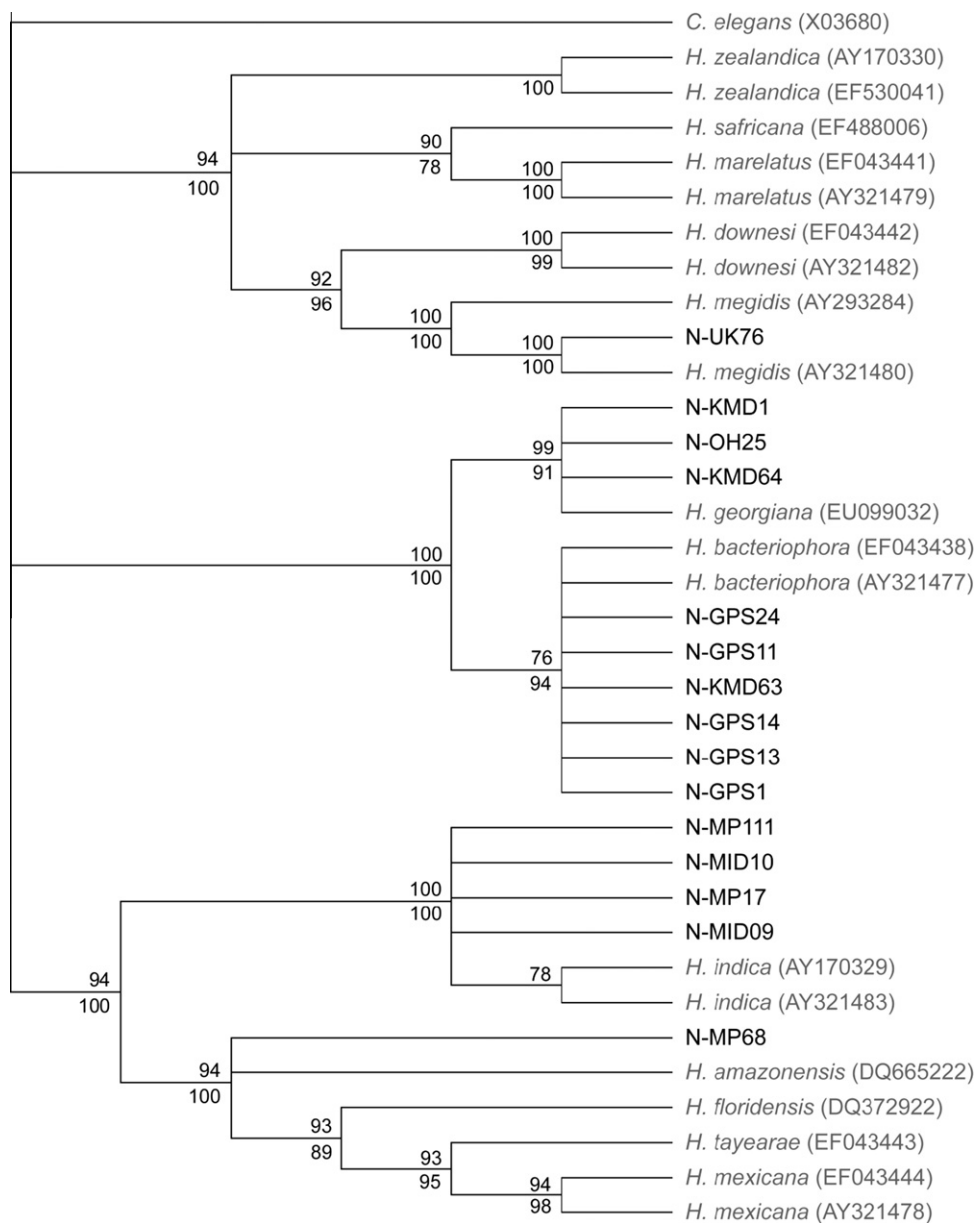 C. elegans (X03680)
H. zealandica (AY170330)
100
H. zealandica (EF530041)
90
H. safricana (EF488006)
94
78
100
H. marelatus (EF043441)
100
100
H. marelatus (AY321479)
100
H. downesi (EF043442)
92
99
H. downesi (AY321482)
96
100
H. megidis (AY293284)
100
100
N-UK76
100
H. megidis (AY321480)
N-KMD1
99
N-OH25
91
N-KMD64
H. georgiana (EU099032)
100
H. bacteriophora (EF043438)
100
H. bacteriophora (AY321477)
N-GPS24
76
N-GPS11
94
N-KMD63
N-GPS14
N-GPS13
N-GPS1
N-MP111
N-MID10
100
N-MP17
100
N-MID09
94
78
H. indica (AY170329)
100
H. indica (AY321483)
N-MP68
94
H. amazonensis (DQ665222)
100
H. floridensis (DQ372922)
93
89
93
H. tayearae (EF043443)
95
94
H. mexicana (EF043444)
98
H. mexicana (AY321478)